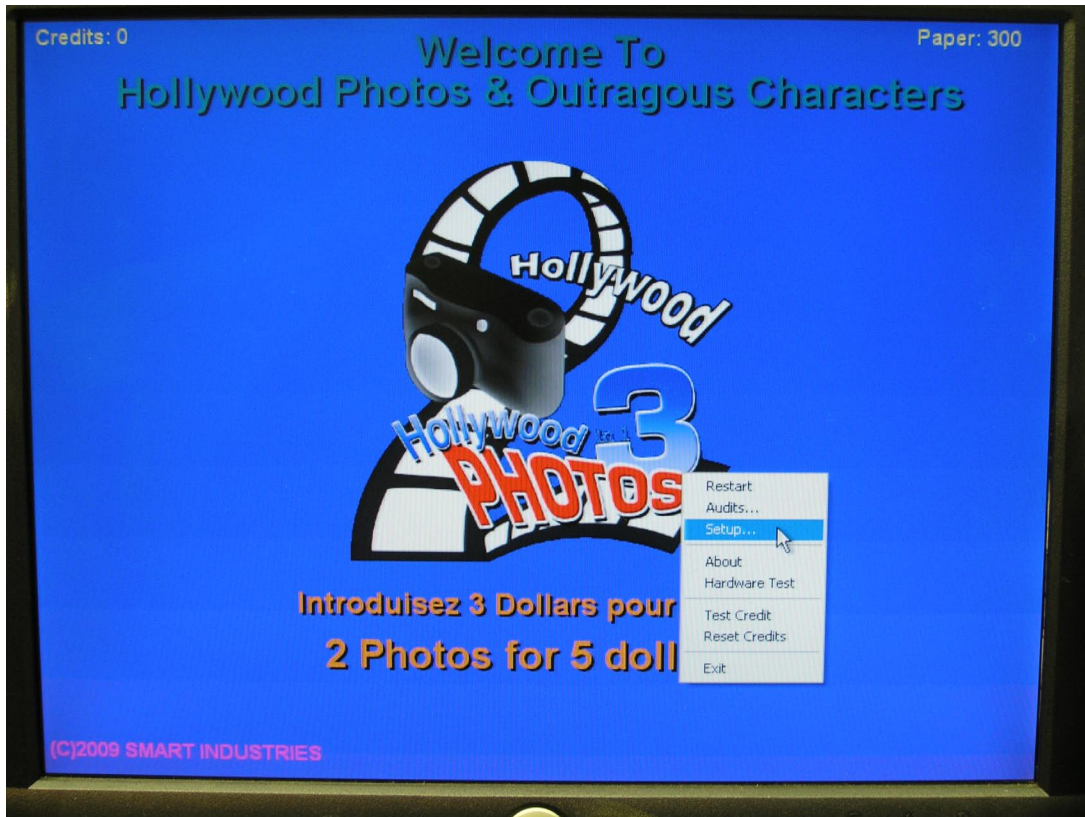 Credits: 0
Paper: 300
Welcome To
Hollywood Photos & Outragous Characters
Hollywood
Hollywood
3
PHOTOS
Restart
Audits...
Setup...
About
Hardware Test
Test Credit
Reset Credits
Exit
Introduisez 3 Dollars pour
2 Photos for 5 doll
(C)2009 SMART INDUSTRIES